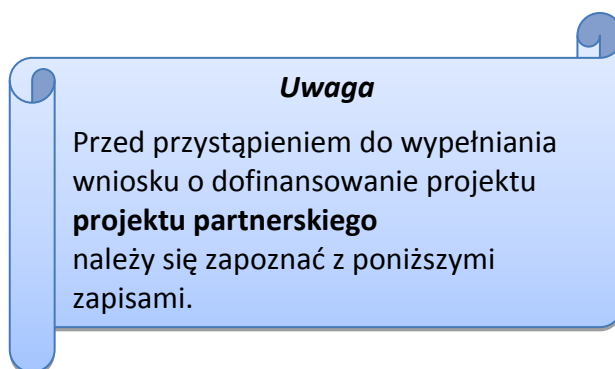 Uwaga
Przed przystąpieniem do wypełniania
wniosku o dofinansowanie projektu
projektu partnerskiego
należy się zapoznać z poniższymi
zapisami.